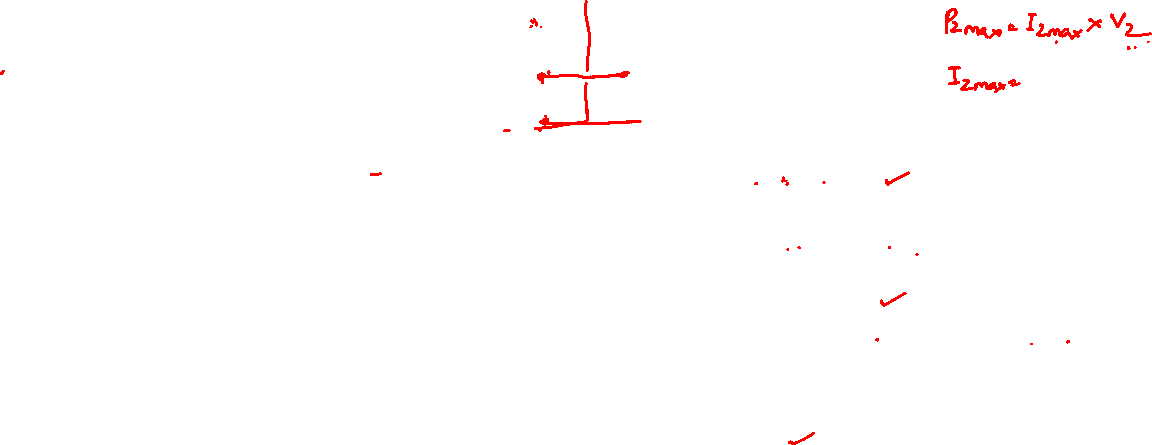 P2max = I2max × V2
I2max =